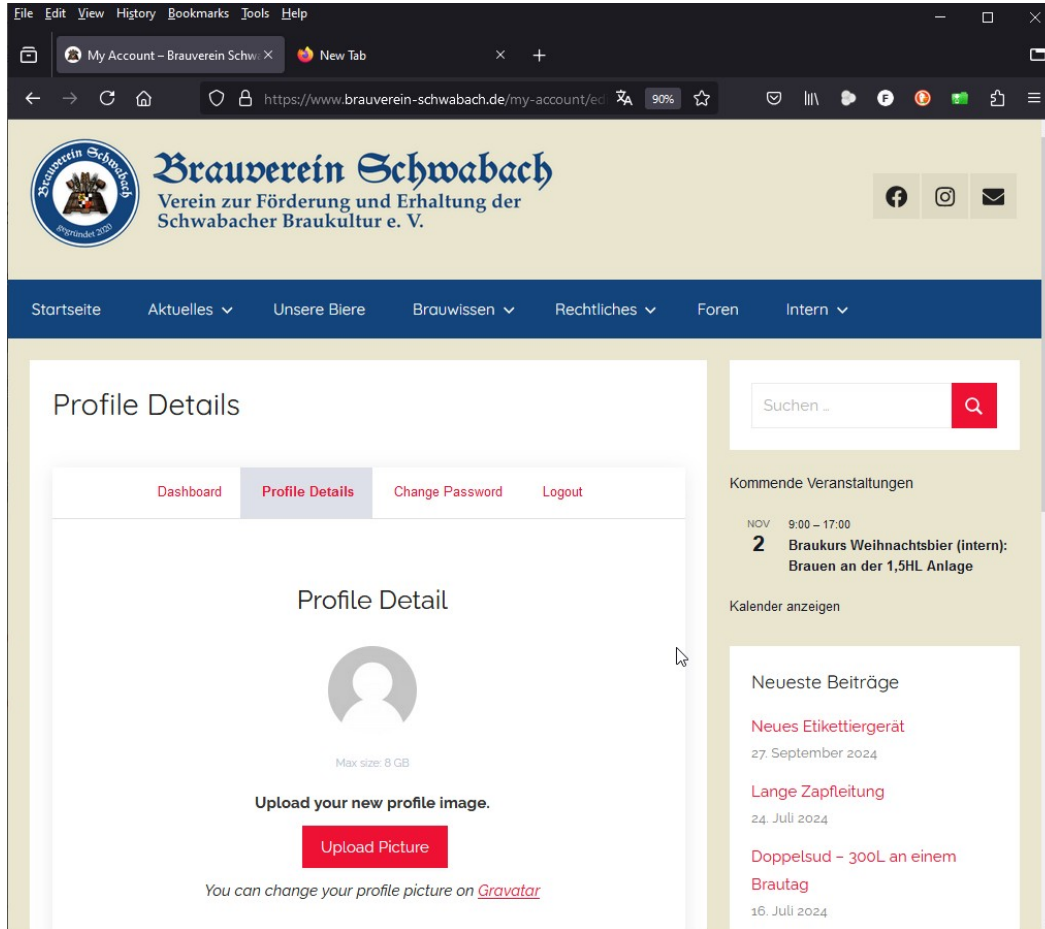 File Edit View History Bookmarks Tools Help
My Account – Brauverein Schwa
New Tab
https://www.brauverein-schwabach.de/my-account/ed
90%
Brauverein Schwabach
gegründet 2020
Brauverein Schwabach
Verein zur Förderung und Erhaltung der
Schwabacher Braukultur e. V.
Startseite Aktuelles Unsere Biere Brauwissen Rechtliches Foren Intern
Profile Details
Dashboard Profile Details Change Password Logout
Profile Detail
Max size: 8 GB
Upload your new profile image.
Upload Picture
You can change your profile picture on Gravatar
Suchen …
Kommende Veranstaltungen
NOV 9:00 – 17:00
2 Braukurs Weihnachtsbier (intern):
Brauen an der 1,5HL Anlage
Kalender anzeigen
Neueste Beiträge
Neues Etikettiergerät
27. September 2024
Lange Zapfleitung
24. Juli 2024
Doppelsud – 300L an einem
Brautag
16. Juli 2024